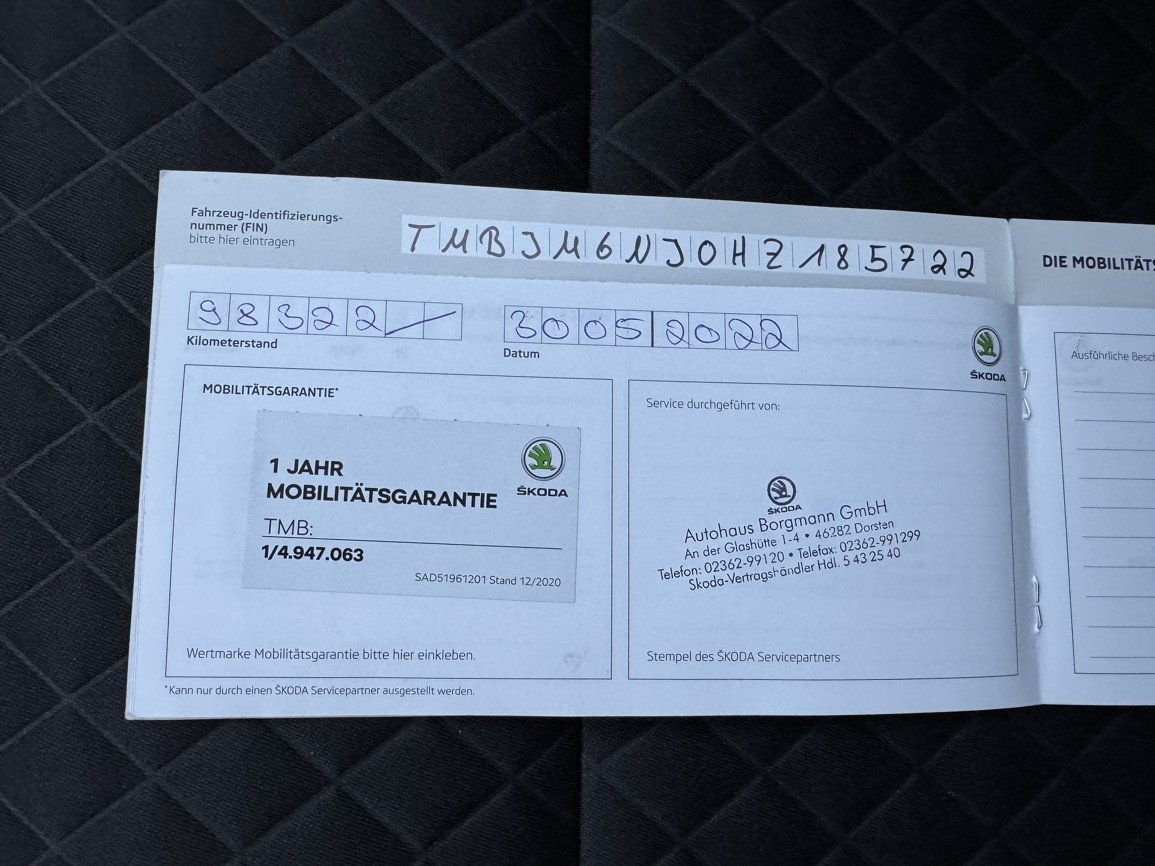 Fahrzeug-Identifizierungs-
nummer (FIN)
bitte hier eintragen
TMBJM6NJ0HZ185722
DIE MOBILITÄTS
98322
Kilometerstand
30052022
Datum
ŠKODA
Ausführliche Besch
MOBILITÄTSGARANTIE*
1 JAHR
MOBILITÄTSGARANTIE
ŠKODA
TMB:
1/4.947.063
SAD51961201 Stand 12/2020
Wertmarke Mobilitätsgarantie bitte hier einkleben.
Service durchgeführt von:
ŠKODA
Autohaus Borgmann GmbH
An der Glashütte 1-4 • 46282 Dorsten
Telefon: 02362-99120 • Telefax: 02362-991299
Skoda-Vertragshändler Hdl. 5 43 25 40
Stempel des ŠKODA Servicepartners
*Kann nur durch einen ŠKODA Servicepartner ausgestellt werden.